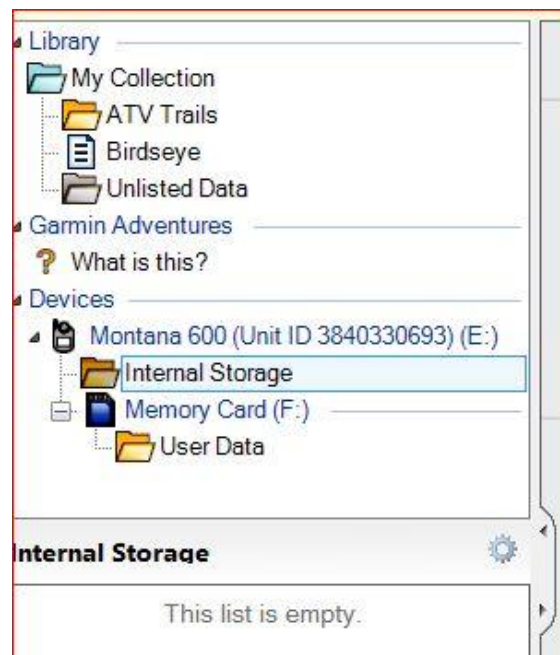 Library
My Collection
ATV Trails
Birdseye
Unlisted Data
Garmin Adventures
? What is this?
Devices
Montana 600 (Unit ID 3840330693) (E:)
Internal Storage
Memory Card (F:)
User Data
Internal Storage
This list is empty.